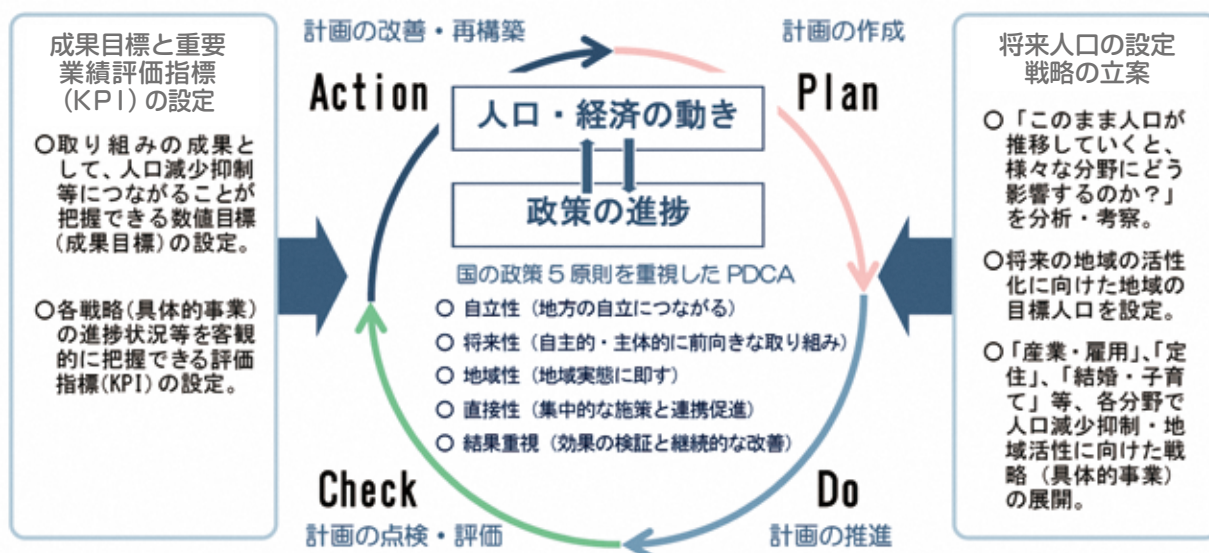 成果目標と重要
業績評価指標
(KPI)の設定
○取り組みの成果と
して、人口減少抑制
等につながることが
把握できる数値目標
(成果目標)の設定。
○各戦略(具体的事業)
の進捗状況等を客観
的に把握できる評価
指標(KPI)の設定。
計画の改善・再構築
Action
計画の作成
Plan
人口・経済の動き
政策の進捗
国の政策5原則を重視したPDCA
○ 自立性（地方の自立につながる）
○ 将来性（自主的・主体的に前向きな取り組み）
○ 地域性（地域実態に即す）
○ 直接性（集中的な施策と連携促進）
○ 結果重視（効果の検証と継続的な改善）
Check
計画の点検・評価
Do
計画の推進
将来人口の設定
戦略の立案
○「このまま人口が
推移していくと、
様々な分野にどう
影響するのか？」
を分析・考察。
○将来の地域の活性
化に向けた地域の
目標人口を設定。
○「産業・雇用」、「定
住」、「結婚・子育
て」等、各分野で
人口減少抑制・地
域活性に向けた戦
略（具体的事業）
の展開。